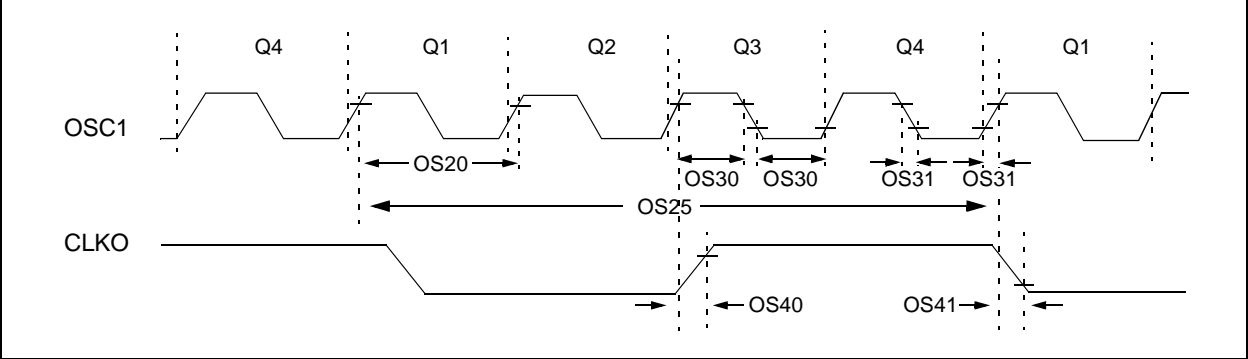 Q4 Q1 Q2 Q3 Q4 Q1
OSC1
OS20
OS30 OS30 OS31 OS31
OS25
CLKO
OS40 OS41